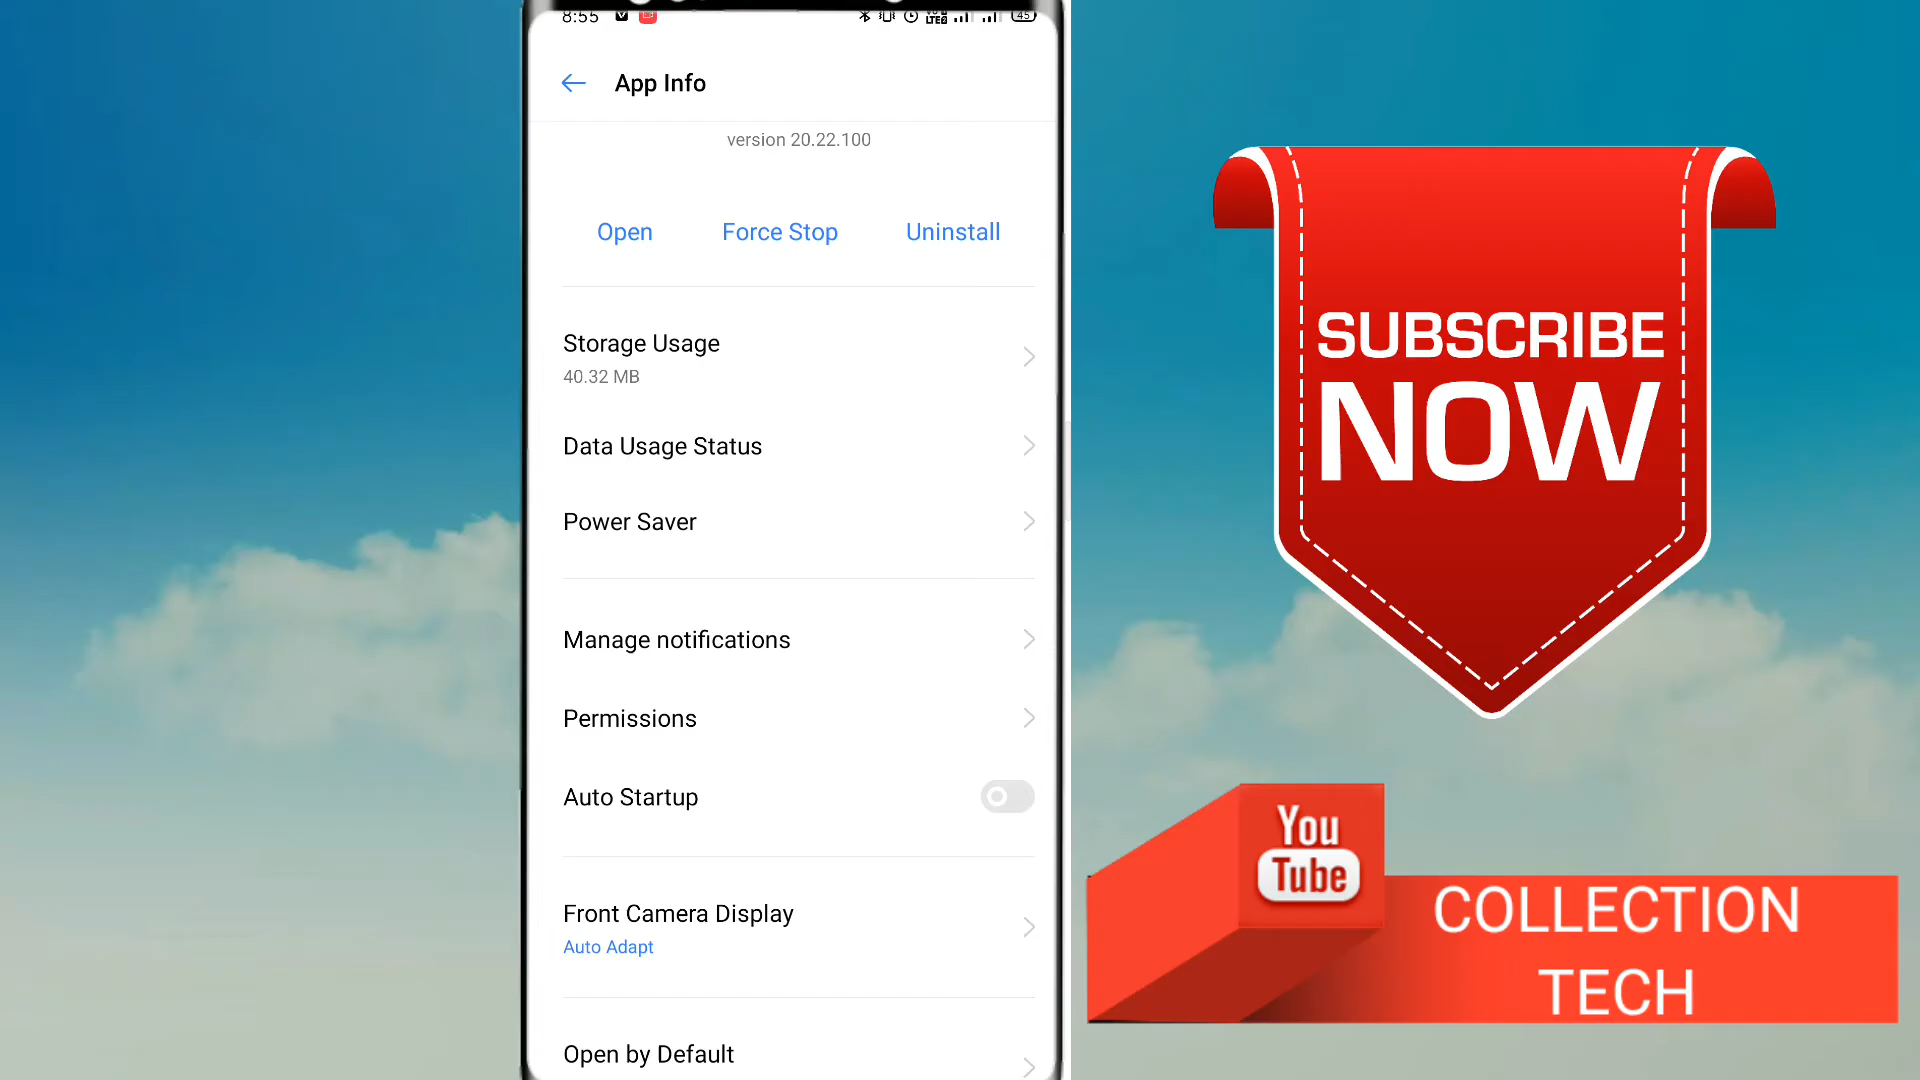 8:55
45
App Info
version 20.22.100
Open
Force Stop
Uninstall
Storage Usage
40.32 MB
Data Usage Status
Power Saver
Manage notifications
Permissions
Auto Startup
Front Camera Display
Auto Adapt
Open by Default
SUBSCRIBE
NOW
You
Tube
COLLECTION
TECH